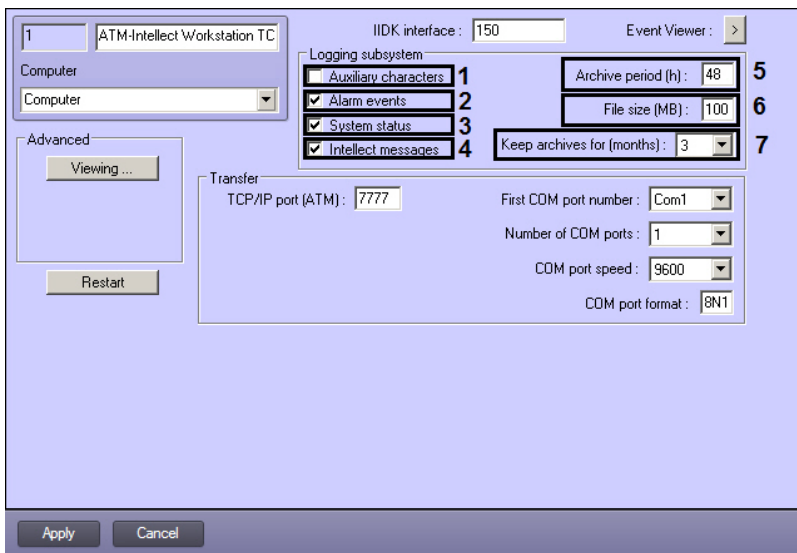 1
ATM-Intellect Workstation TC
IIDK interface : 150
Event Viewer : >
Computer
Computer
Logging subsystem
Auxiliary characters 1
Alarm events 2
System status 3
Intellect messages 4
Archive period (h) : 48 5
File size (MB) : 100 6
Keep archives for (months) : 3 7
Advanced
Viewing ...
Restart
Transfer
TCP/IP port (ATM) : 7777
First COM port number : Com1
Number of COM ports : 1
COM port speed : 9600
COM port format : 8N1
Apply
Cancel